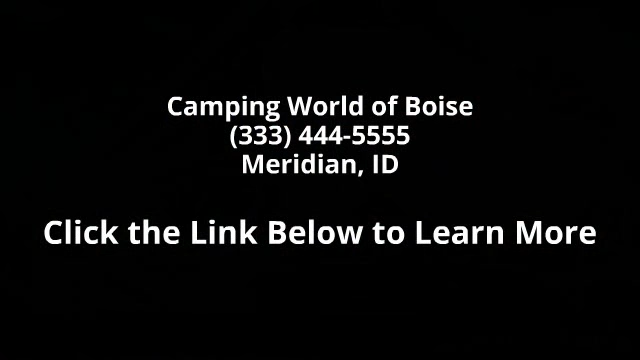 Camping World of Boise
(333) 444-5555
Meridian, ID
Click the Link Below to Learn More